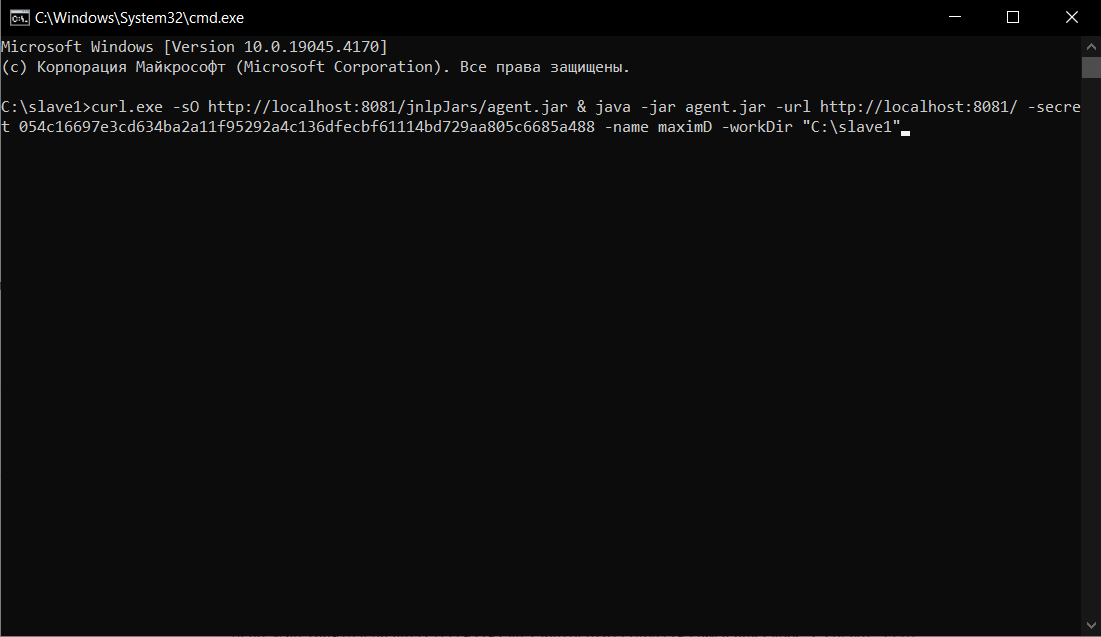 C:\Windows\System32\cmd.exe
Microsoft Windows [Version 10.0.19045.4170]
(c) Корпорация Майкрософт (Microsoft Corporation). Все права защищены.
C:\slave1>curl.exe -sO http://localhost:8081/jnlpJars/agent.jar & java -jar agent.jar -url http://localhost:8081/ -secre
t 054c16697e3cd634ba2a11f95292a4c136dfecbf61114bd729aa805c6685a488 -name maximD -workDir "C:\slave1"